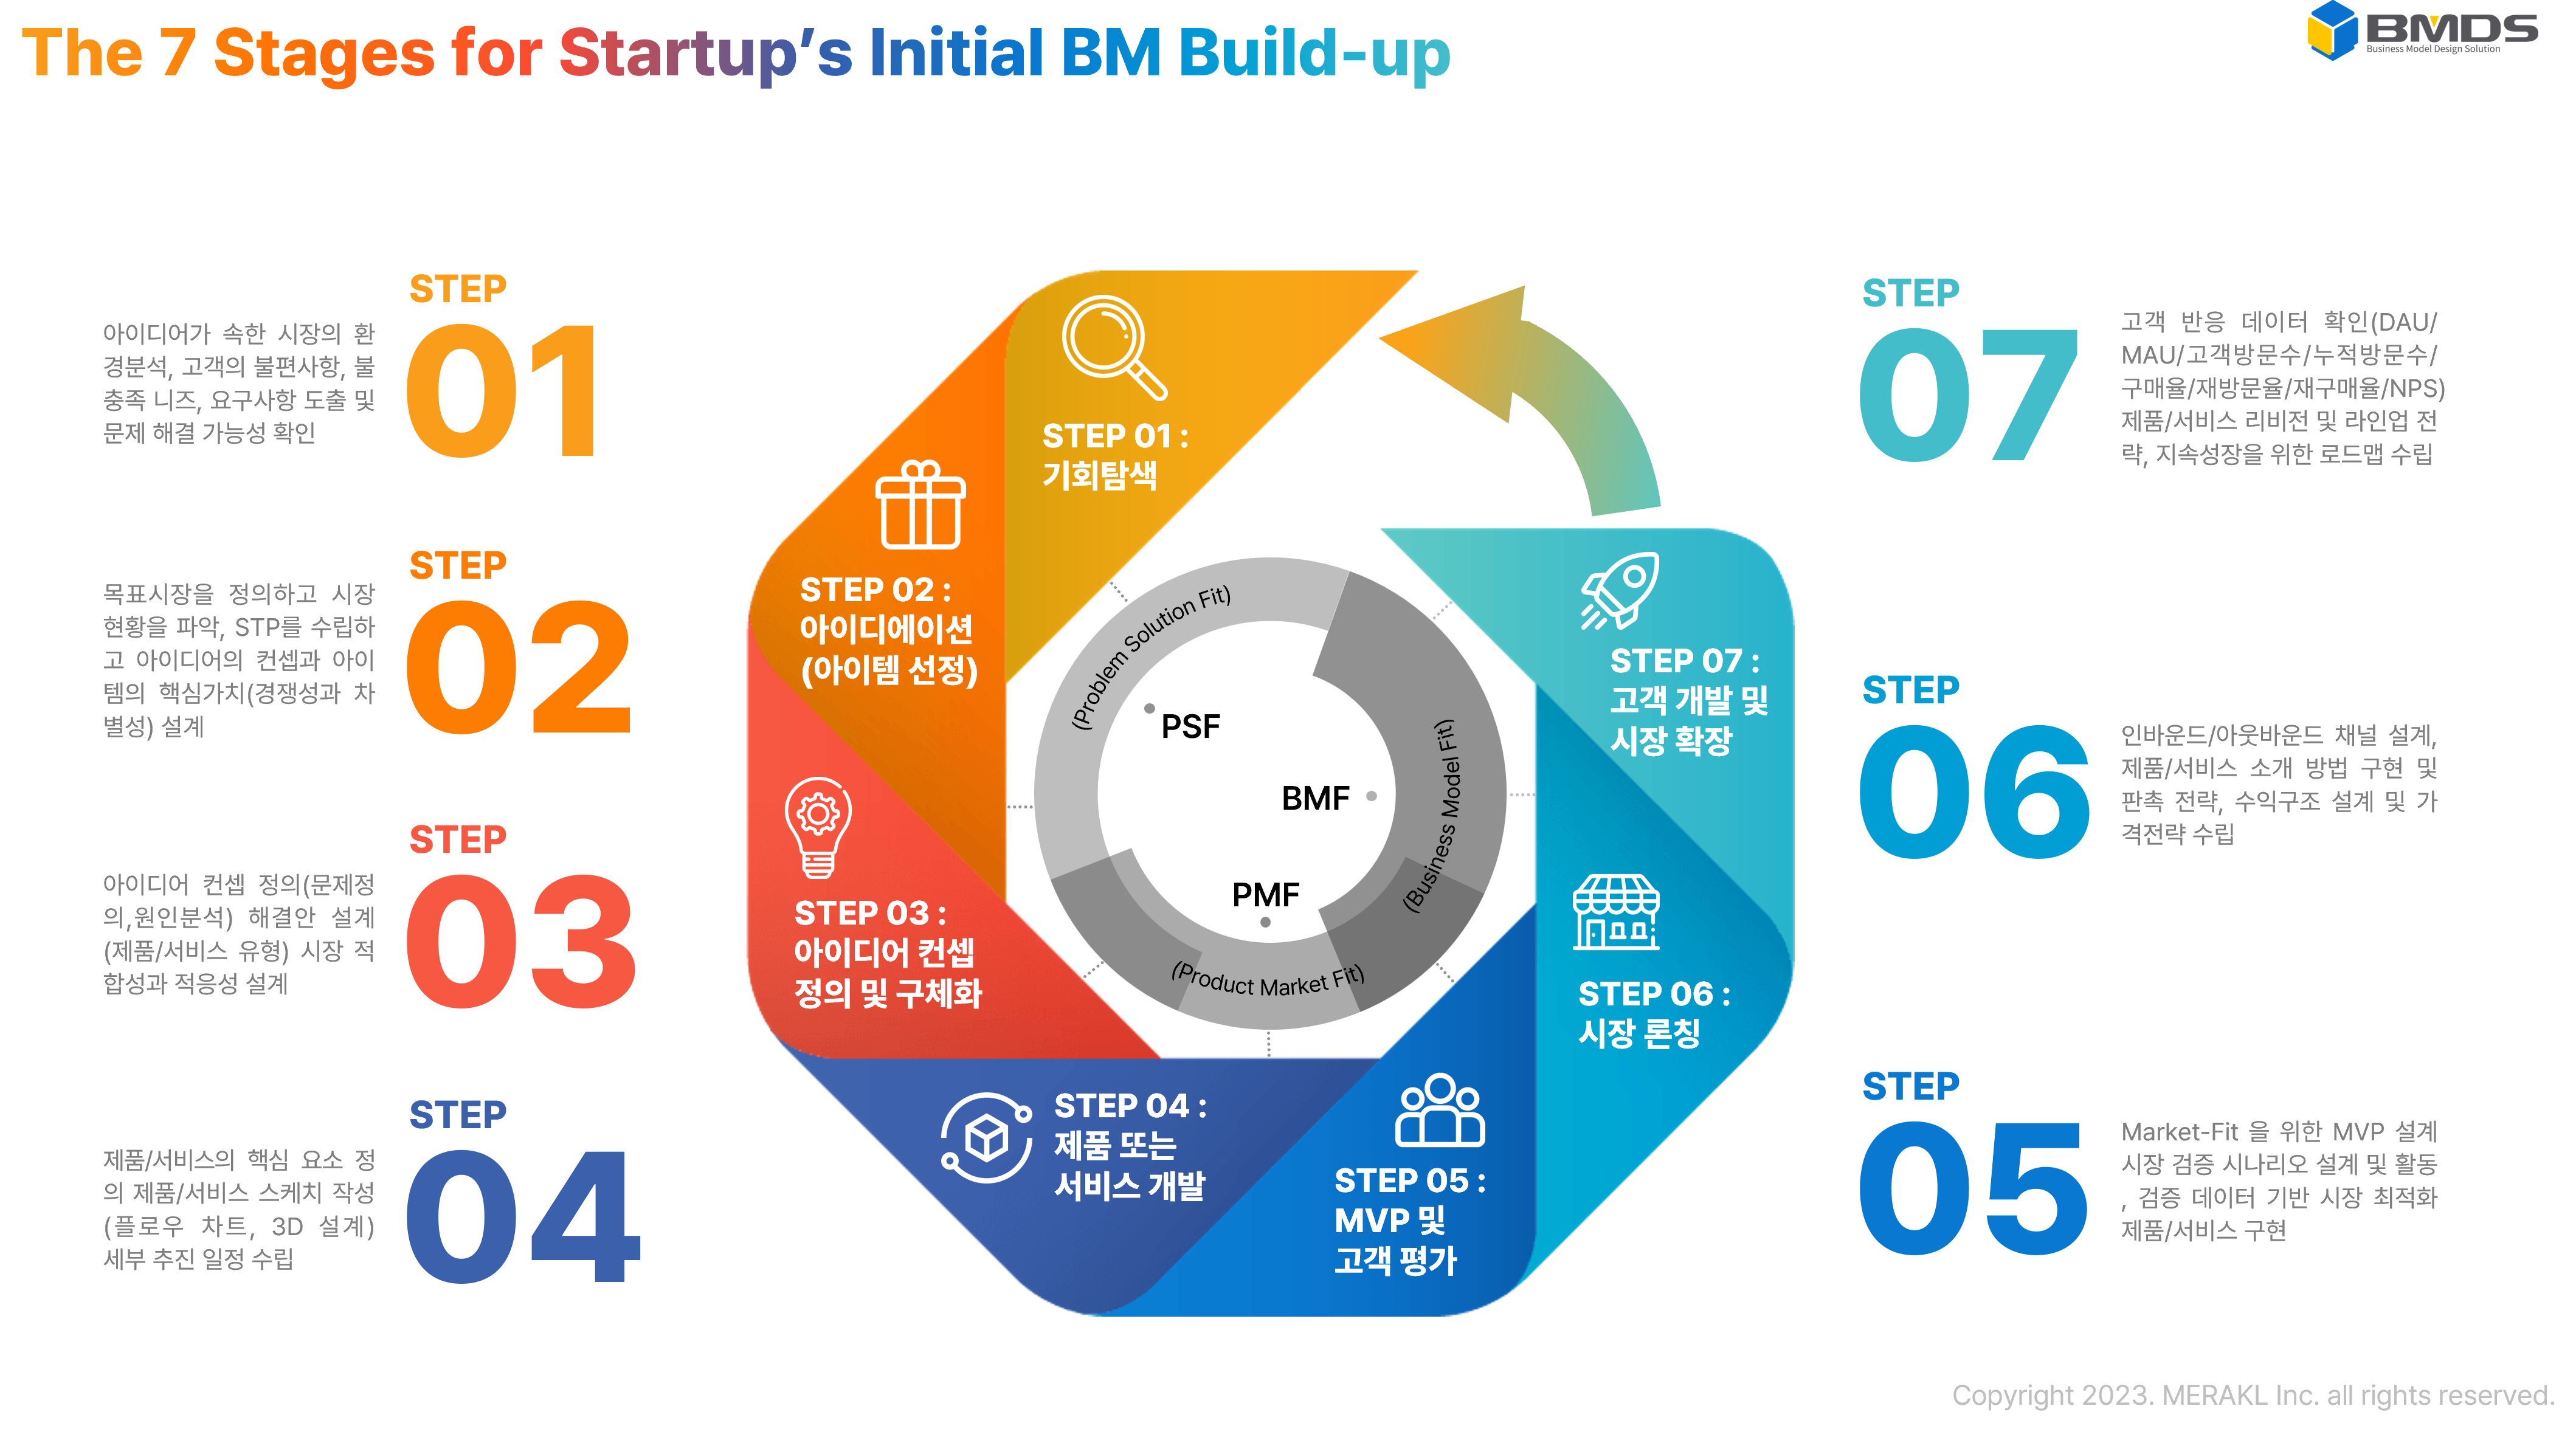 The 7 Stages for Startup’s Initial BM Build-up
BMDS
Business Model Design Solution
STEP
01
아이디어가 속한 시장의 환
경분석, 고객의 불편사항, 불
충족 니즈, 요구사항 도출 및
문제 해결 가능성 확인
STEP
02
목표시장을 정의하고 시장
현황을 파악, STP를 수립하
고 아이디어의 컨셉과 아이
템의 핵심가치(경쟁성과 차
별성) 설계
STEP
03
아이디어 컨셉 정의(문제정
의,원인분석) 해결안 설계
(제품/서비스 유형) 시장 적
합성과 적응성 설계
STEP
04
제품/서비스의 핵심 요소 정
의 제품/서비스 스케치 작성
(플로우 차트, 3D 설계)
세부 추진 일정 수립
STEP 01 :
기회탐색
STEP 02 :
아이디에이션
(아이템 선정)
STEP 03 :
아이디어 컨셉
정의 및 구체화
STEP 04 :
제품 또는
서비스 개발
STEP 05 :
MVP 및
고객 평가
STEP 06 :
시장 론칭
STEP 07 :
고객 개발 및
시장 확장
(Problem Solution Fit)
PSF
BMF
(Business Model Fit)
PMF
(Product Market Fit)
STEP
07
고객 반응 데이터 확인(DAU/
MAU/고객방문수/누적방문수/
구매율/재방문율/재구매율/NPS)
제품/서비스 리비전 및 라인업 전
략, 지속성장을 위한 로드맵 수립
STEP
06
인바운드/아웃바운드 채널 설계,
제품/서비스 소개 방법 구현 및
판촉 전략, 수익구조 설계 및 가
격전략 수립
STEP
05
Market-Fit 을 위한 MVP 설계
시장 검증 시나리오 설계 및 활동
, 검증 데이터 기반 시장 최적화
제품/서비스 구현
Copyright 2023. MERAKL Inc. all rights reserved.